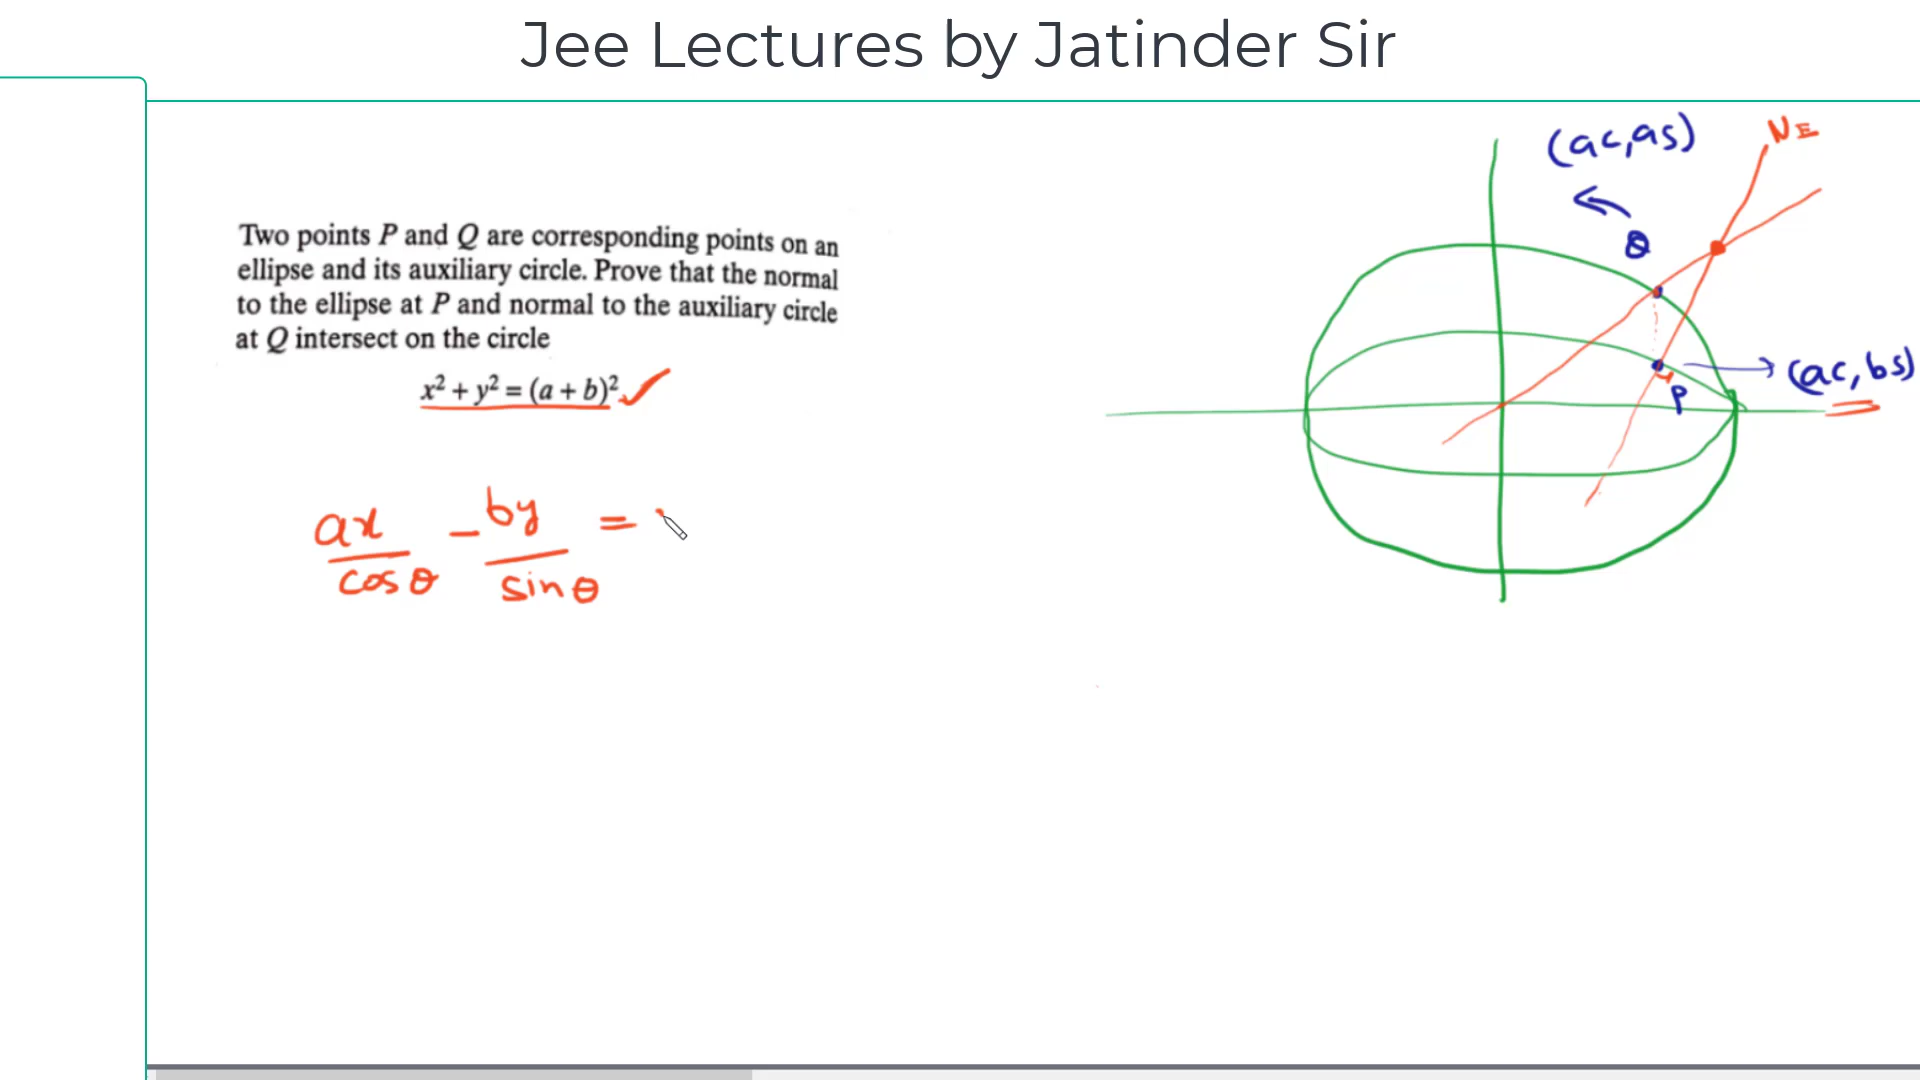 Jee Lectures by Jatinder Sir
Two points P and Q are corresponding points on an
ellipse and its auxiliary circle. Prove that the normal
to the ellipse at P and normal to the auxiliary circle
at Q intersect on the circle
x² + y² = (a + b)²
ax/cosθ - by/sinθ =
(ac, as)
NE
(ac, bs)
P